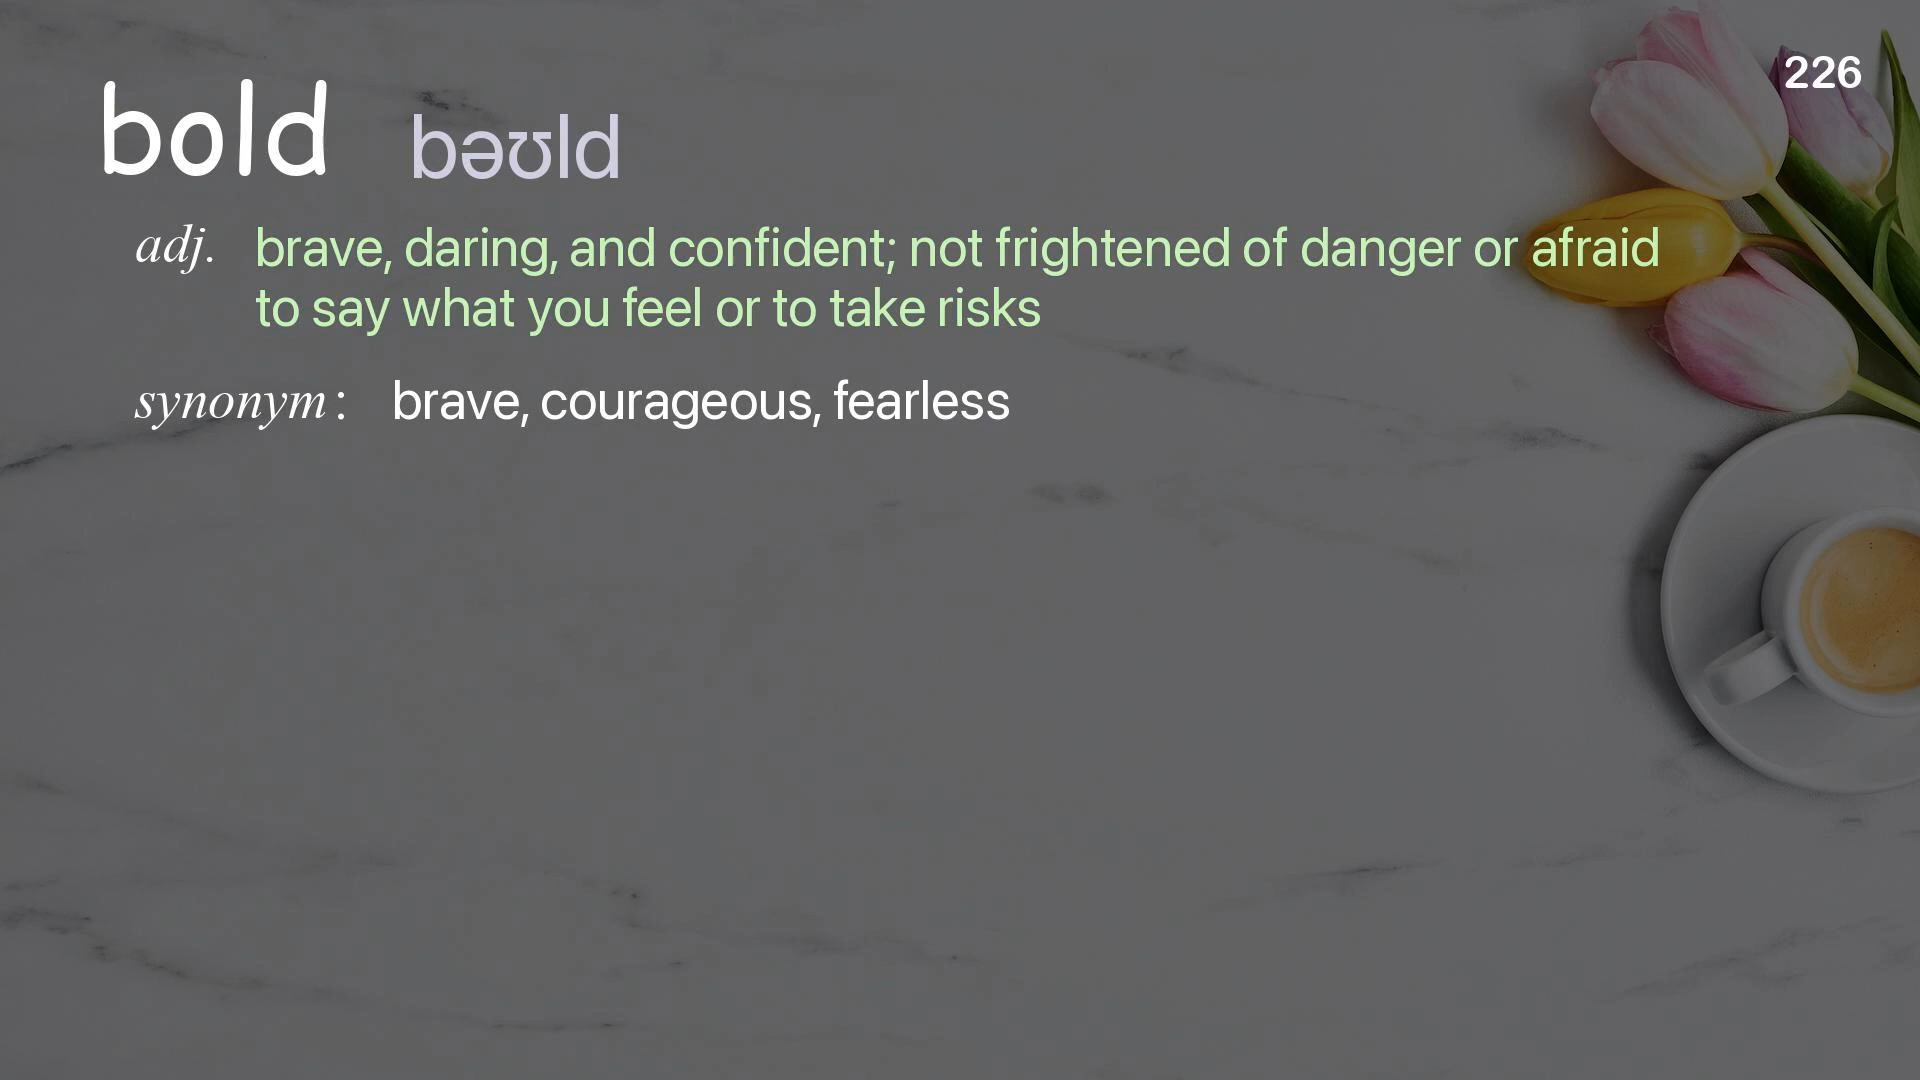 226
bold bəʊld
adj. brave, daring, and confident; not frightened of danger or afraid
to say what you feel or to take risks
synonym : brave, courageous, fearless